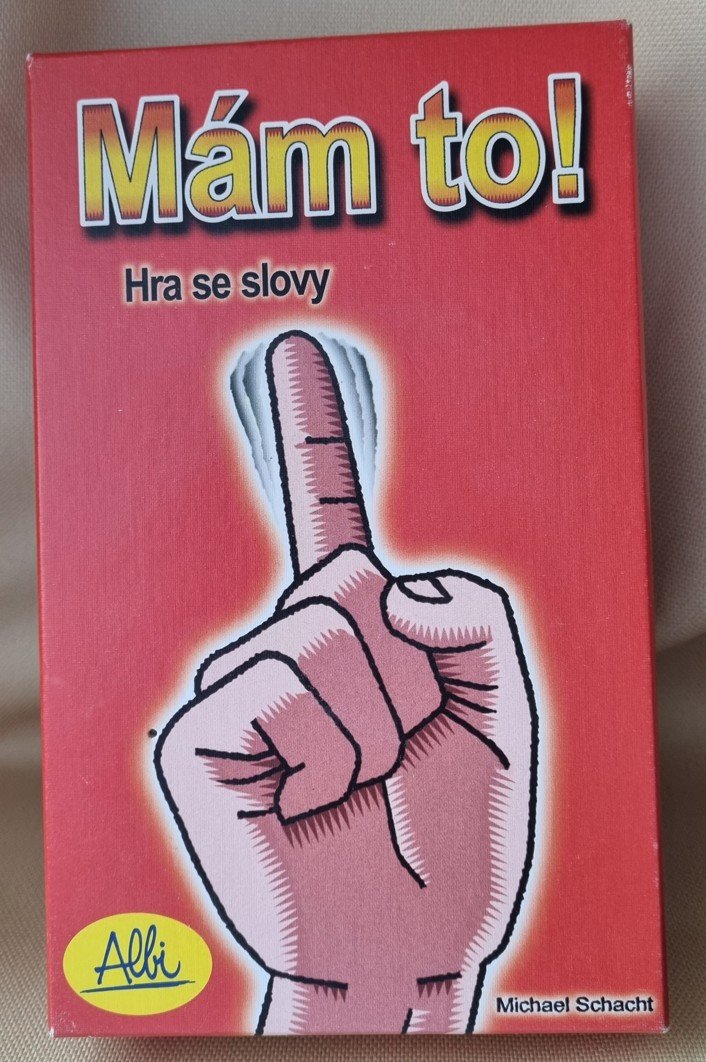 Mám to!
Hra se slovy
Albi
Michael Schacht